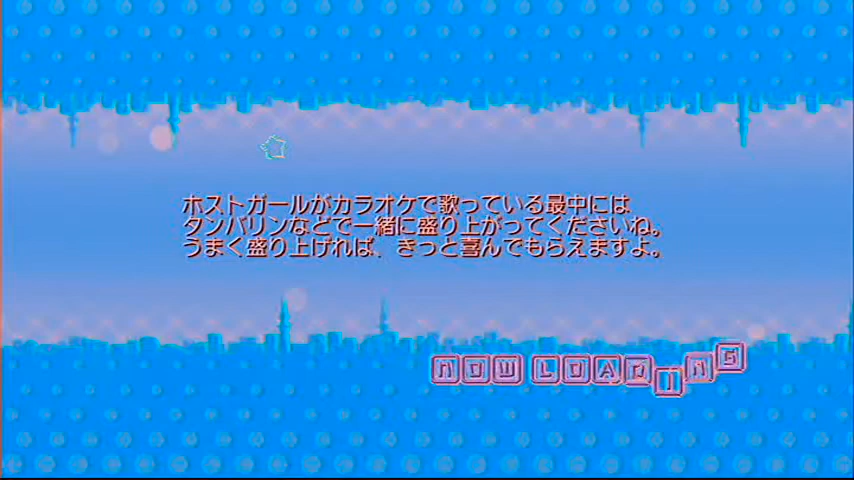 ホストガールがカラオケで歌っている最中には
タンバリンなどで一緒に盛り上がってくださいね。
うまく盛り上げれば、きっと喜んでもらえますよ。
NOW LOADING